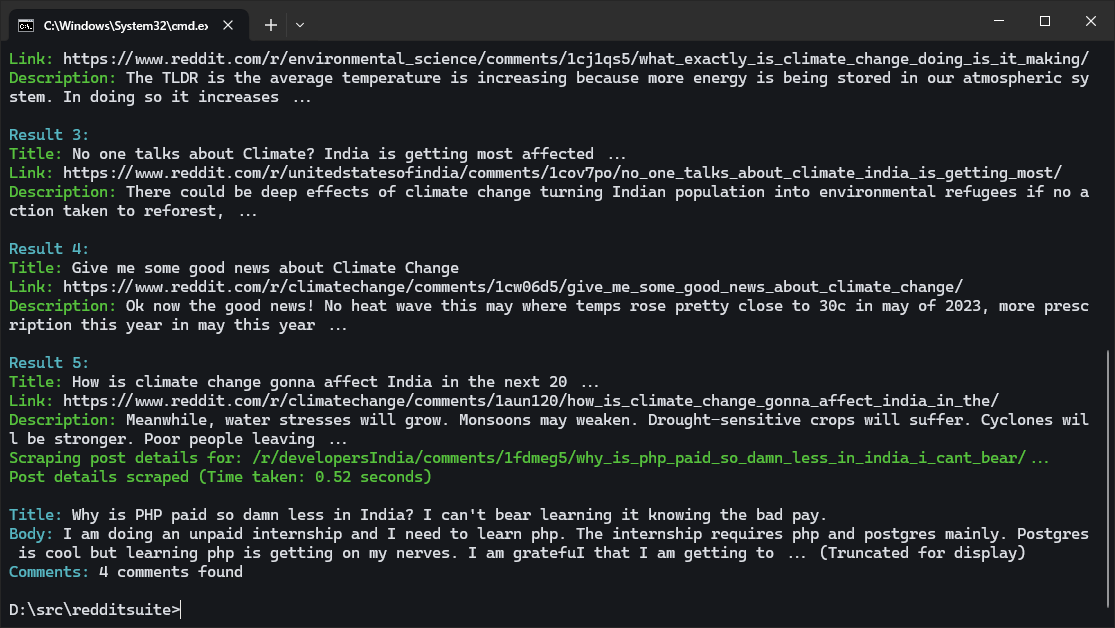 C:\Windows\System32\cmd.ex
Link: https://www.reddit.com/r/environmental_science/comments/1cj1qs5/what_exactly_is_climate_change_doing_is_it_making/
Description: The TLDR is the average temperature is increasing because more energy is being stored in our atmospheric sy
stem. In doing so it increases ...
Result 3:
Title: No one talks about Climate? India is getting most affected ...
Link: https://www.reddit.com/r/unitedstatesofindia/comments/1cov7po/no_one_talks_about_climate_india_is_getting_most/
Description: There could be deep effects of climate change turning Indian population into environmental refugees if no a
ction taken to reforest, ...
Result 4:
Title: Give me some good news about Climate Change
Link: https://www.reddit.com/r/climatechange/comments/1cw06d5/give_me_some_good_news_about_climate_change/
Description: Ok now the good news! No heat wave this may where temps rose pretty close to 30c in may of 2023, more presc
ription this year in may this year ...
Result 5:
Title: How is climate change gonna affect India in the next 20 ...
Link: https://www.reddit.com/r/climatechange/comments/1aun120/how_is_climate_change_gonna_affect_india_in_the/
Description: Meanwhile, water stresses will grow. Monsoons may weaken. Drought-sensitive crops will suffer. Cyclones wil
l be stronger. Poor people leaving ...
Scraping post details for: /r/developersIndia/comments/1fdmeg5/why_is_php_paid_so_damn_less_in_india_i_cant_bear/...
Post details scraped (Time taken: 0.52 seconds)
Title: Why is PHP paid so damn less in India? I can't bear learning it knowing the bad pay.
Body: I am doing an unpaid internship and I need to learn php. The internship requires php and postgres mainly. Postgres
is cool but learning php is getting on my nerves. I am grateful that I am getting to ... (Truncated for display)
Comments: 4 comments found
D:\src\redditsuite>